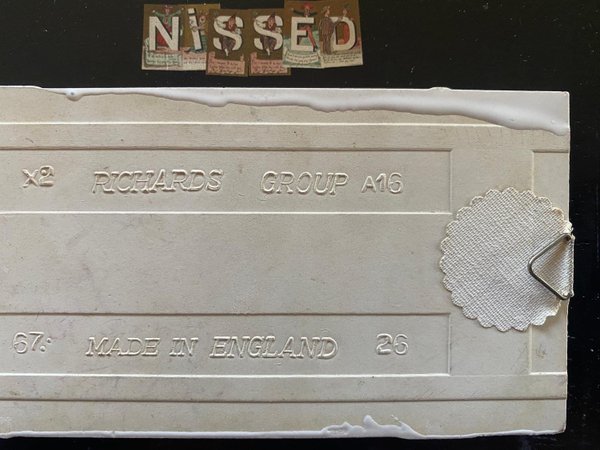 NiSSED
X2 RICHARDS GROUP A16
67: MADE IN ENGLAND 26